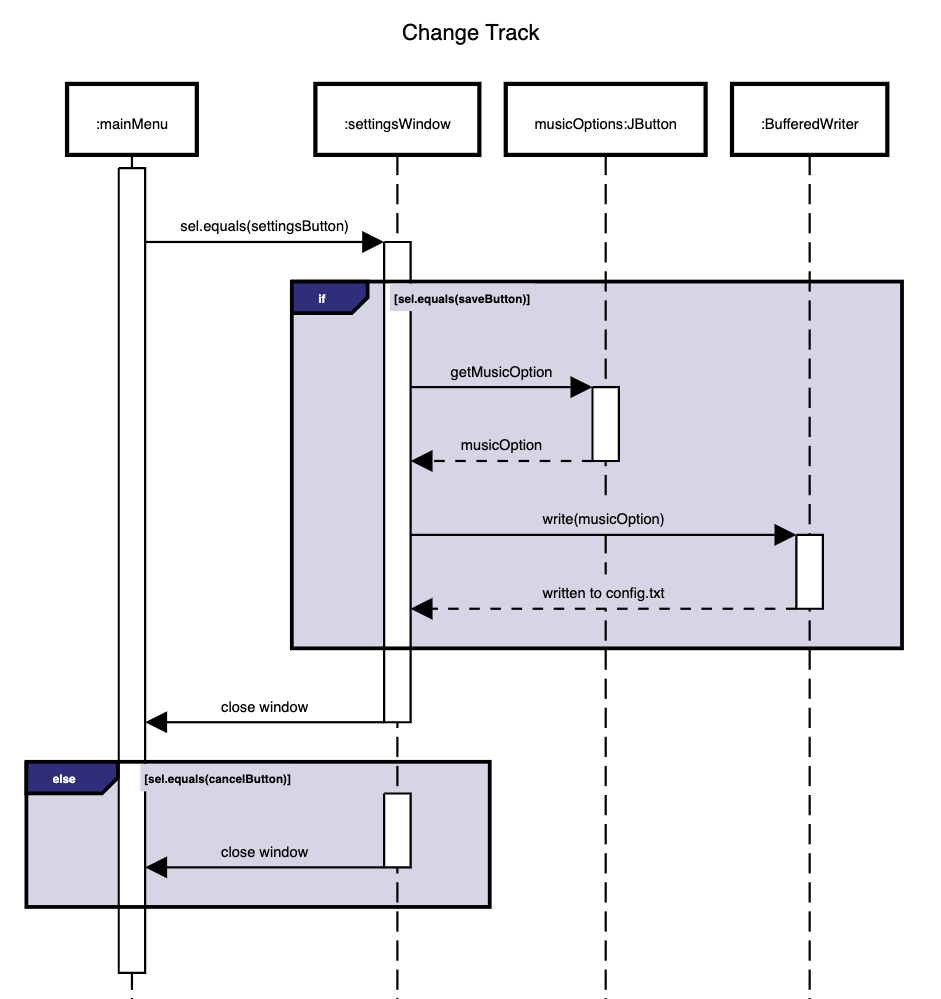 Change Track
:mainMenu
:settingsWindow
musicOptions:JButton
:BufferedWriter
sel.equals(settingsButton)
if
[sel.equals(saveButton)]
getMusicOption
musicOption
write(musicOption)
written to config.txt
close window
else
[sel.equals(cancelButton)]
close window